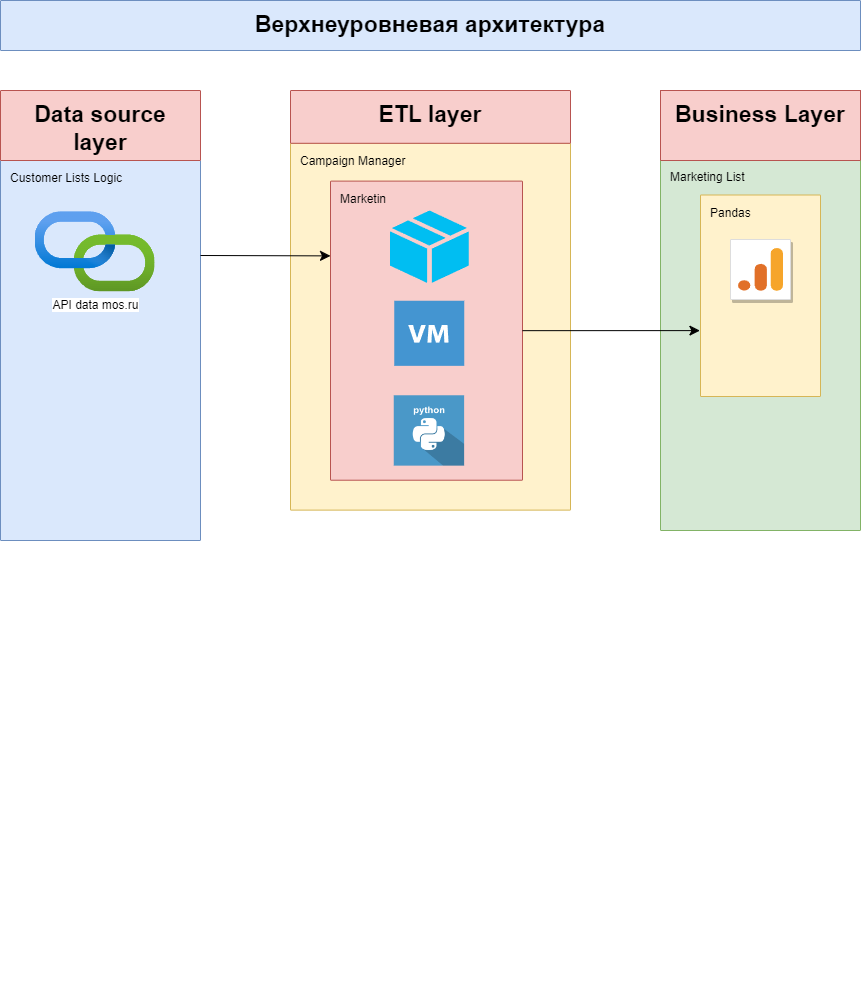 Верхнеуровневая архитектура
Data source
layer
ETL layer
Business Layer
Customer Lists Logic
API data mos.ru
Campaign Manager
Marketin
VM
python
Marketing List
Pandas